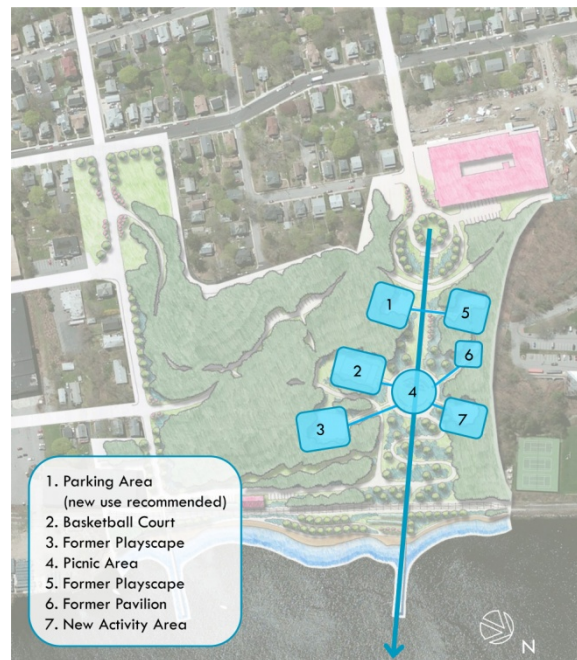 1
5
6
2
4
7
3
1. Parking Area
(new use recommended)
2. Basketball Court
3. Former Playscape
4. Picnic Area
5. Former Playscape
6. Former Pavilion
7. New Activity Area
N